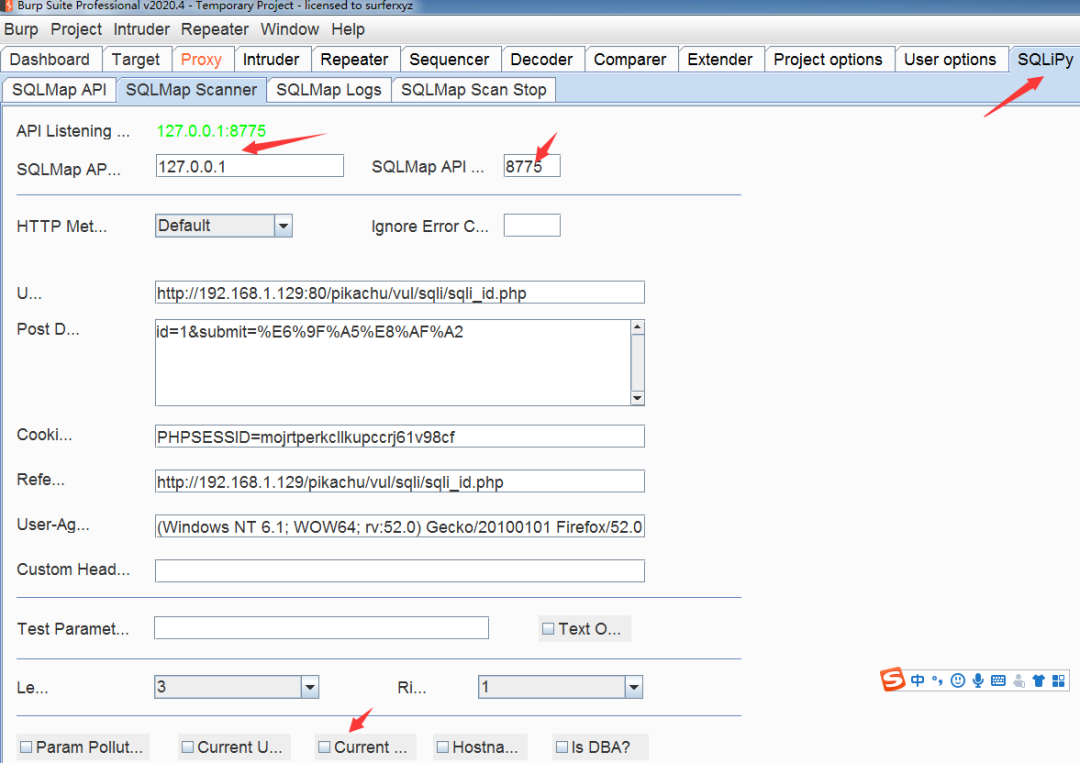 Burp Suite Professional v2020.4 - Temporary Project - licensed to surferxyz
Burp Project Intruder Repeater Window Help
Dashboard Target Proxy Intruder Repeater Sequencer Decoder Comparer Extender Project options User options SQLiPy
SQLMap API SQLMap Scanner SQLMap Logs SQLMap Scan Stop
API Listening ... 127.0.0.1:8775
SQLMap AP... 127.0.0.1 SQLMap API ... 8775
HTTP Met... Default Ignore Error C...
U... http://192.168.1.129:80/pikachu/vul/sqli/sqli_id.php
Post D... id=1&submit=%E6%9F%A5%E8%AF%A2
Cooki... PHPSESSID=mojrtperkcllkupccrj61v98cf
Refe... http://192.168.1.129/pikachu/vul/sqli/sqli_id.php
User-Ag... (Windows NT 6.1; WOW64; rv:52.0) Gecko/20100101 Firefox/52.0
Custom Head...
Test Paramet... Text O...
Le... 3 Ri... 1
S 中
Param Pollut... Current U... Current ... Hostna... Is DBA?